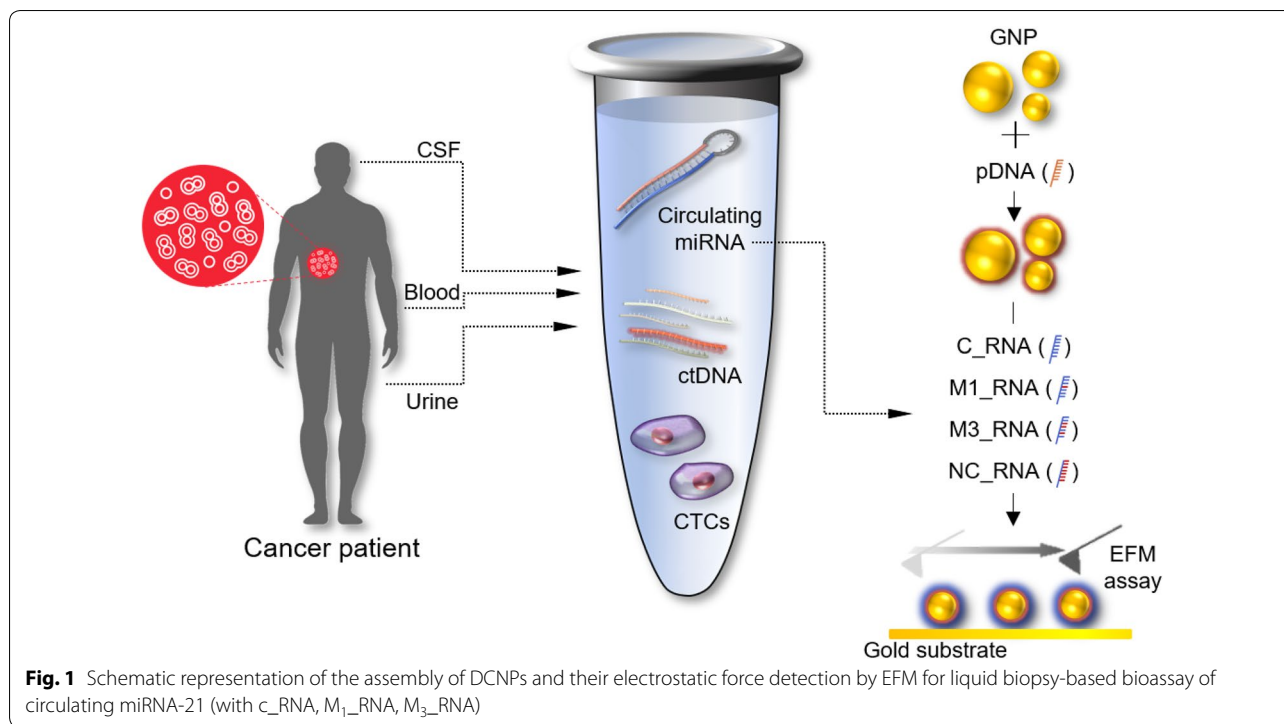 CSF
Blood
Urine
Cancer patient
Circulating
miRNA
ctDNA
CTCs
GNP
+
pDNA ( )
C_RNA ( )
M1_RNA ( )
M3_RNA ( )
NC_RNA ( )
EFM
assay
Gold substrate
Fig. 1 Schematic representation of the assembly of DCNPs and their electrostatic force detection by EFM for liquid biopsy-based bioassay of
circulating miRNA-21 (with c_RNA, M₁_RNA, M₃_RNA)